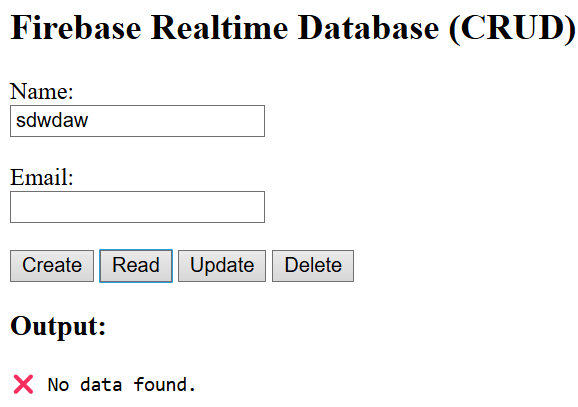 Firebase Realtime Database (CRUD)
Name:
sdwdaw
Email:
Create Read Update Delete
Output:
❌ No data found.